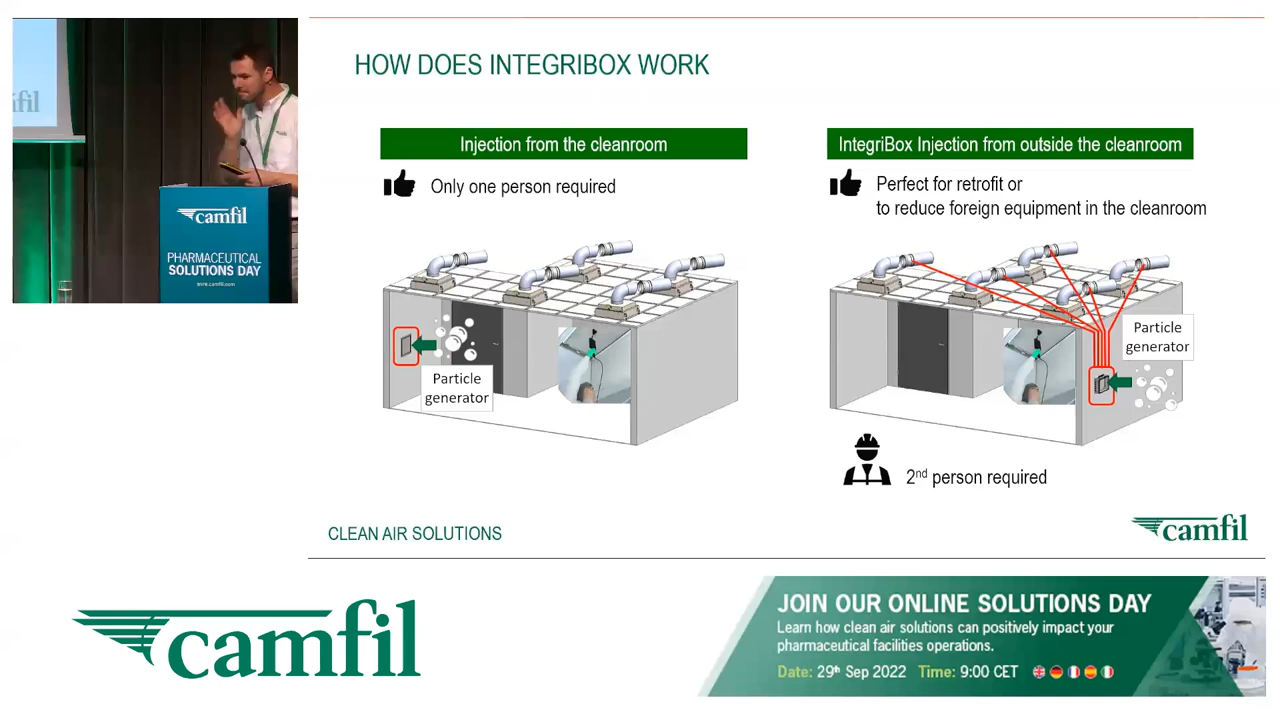 fil
camfil
PHARMACEUTICAL
SOLUTIONS DAY
www.camfil.com
HOW DOES INTEGRIBOX WORK
Injection from the cleanroom
Only one person required
Particle
generator
IntegriBox Injection from outside the cleanroom
Perfect for retrofit or
to reduce foreign equipment in the cleanroom
Particle
generator
2nd person required
CLEAN AIR SOLUTIONS
camfil
camfil
JOIN OUR ONLINE SOLUTIONS DAY
Learn how clean air solutions can positively impact your
pharmaceutical facilities operations.
Date: 29th Sep 2022 Time: 9:00 CET